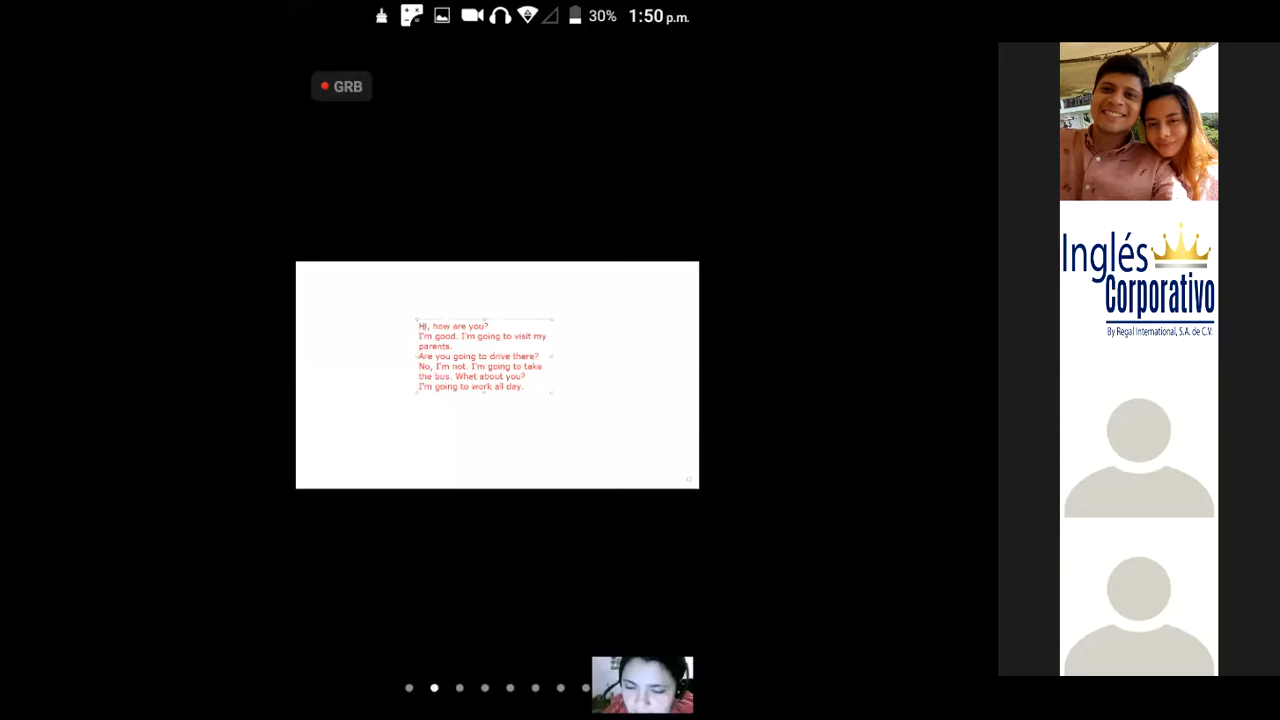 30% 1:50 p.m.
GRB
Hi, how are you?
I'm good. I'm going to visit my
parents.
Are you going to drive there?
No, I'm not. I'm going to take
the bus. What about you?
I'm going to work all day.
Inglés
Corporativo
By Regal International, S.A. de C.V.